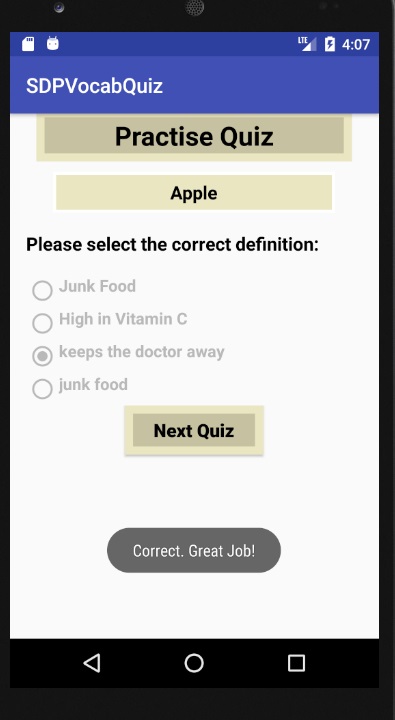 LTE 4:07
SDPVocabQuiz
Practise Quiz
Apple
Please select the correct definition:
Junk Food
High in Vitamin C
keeps the doctor away
junk food
Next Quiz
Correct. Great Job!